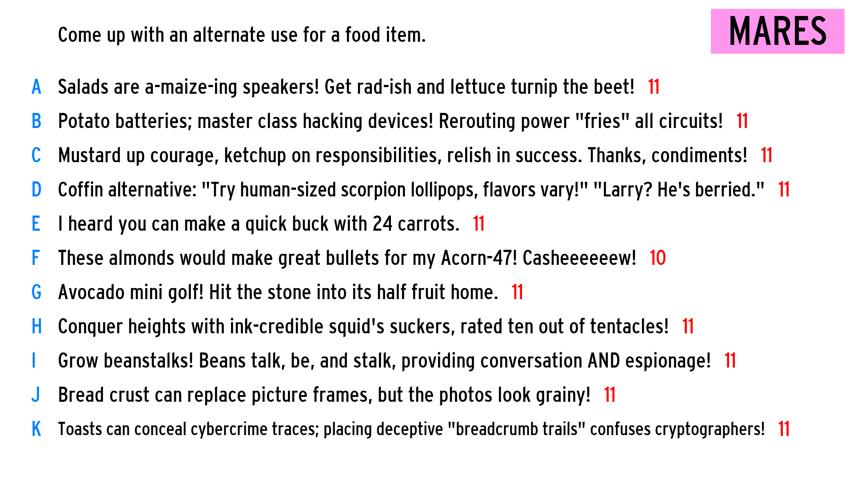 MARES
Come up with an alternate use for a food item.
A Salads are a-maize-ing speakers! Get rad-ish and lettuce turnip the beet! 11
B Potato batteries; master class hacking devices! Rerouting power "fries" all circuits! 11
C Mustard up courage, ketchup on responsibilities, relish in success. Thanks, condiments! 11
D Coffin alternative: "Try human-sized scorpion lollipops, flavors vary!" "Larry? He's berried." 11
E I heard you can make a quick buck with 24 carrots. 11
F These almonds would make great bullets for my Acorn-47! Casheeeeeew! 10
G Avocado mini golf! Hit the stone into its half fruit home. 11
H Conquer heights with ink-credible squid's suckers, rated ten out of tentacles! 11
I Grow beanstalks! Beans talk, be, and stalk, providing conversation AND espionage! 11
J Bread crust can replace picture frames, but the photos look grainy! 11
K Toasts can conceal cybercrime traces; placing deceptive "breadcrumb trails" confuses cryptographers! 11